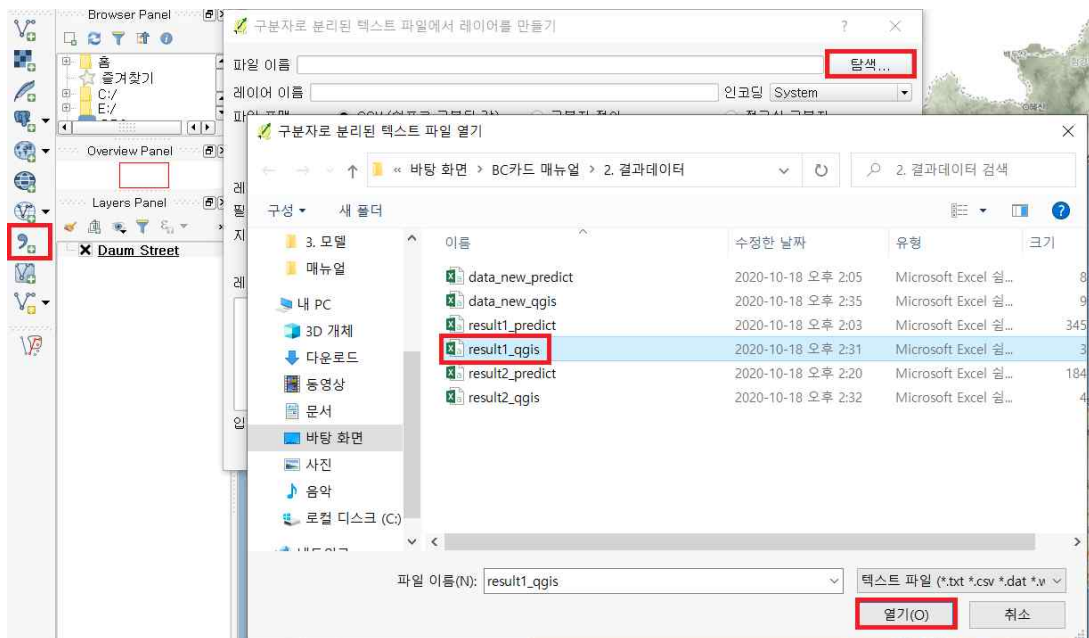 Browser Panel
구분자로 분리된 텍스트 파일에서 레이어를 만들기
? ×
홈
즐겨찾기
C:/
E:/
파일 이름
탐색...
레이어 이름
인코딩 System
Overview Panel
Layers Panel
Daum Street
구분자로 분리된 텍스트 파일 열기
« 바탕 화면 › BC카드 매뉴얼 › 2. 결과데이터
2. 결과데이터 검색
구성 새 폴더
3. 모델
매뉴얼
내 PC
3D 개체
다운로드
동영상
문서
바탕 화면
사진
음악
로컬 디스크 (C:)
이름 수정한 날짜 유형 크기
data_new_predict 2020-10-18 오후 2:05 Microsoft Excel 쉼... 8
data_new_qgis 2020-10-18 오후 2:35 Microsoft Excel 쉼... 9
result1_predict 2020-10-18 오후 2:03 Microsoft Excel 쉼... 345
result1_qgis 2020-10-18 오후 2:31 Microsoft Excel 쉼... 3
result2_predict 2020-10-18 오후 2:20 Microsoft Excel 쉼... 184
result2_qgis 2020-10-18 오후 2:32 Microsoft Excel 쉼... 4
파일 이름(N): result1_qgis
텍스트 파일 (*.txt *.csv *.dat *.v
열기(O) 취소